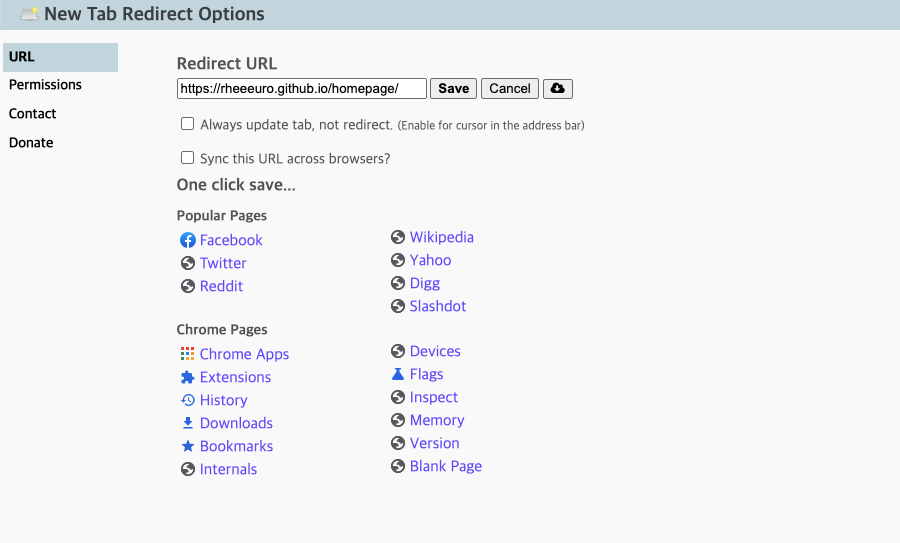 New Tab Redirect Options
URL
Permissions
Contact
Donate
Redirect URL
https://rheeeuro.github.io/homepage/ Save Cancel
Always update tab, not redirect. (Enable for cursor in the address bar)
Sync this URL across browsers?
One click save...
Popular Pages
Facebook
Twitter
Reddit
Wikipedia
Yahoo
Digg
Slashdot
Chrome Pages
Chrome Apps
Extensions
History
Downloads
Bookmarks
Internals
Devices
Flags
Inspect
Memory
Version
Blank Page